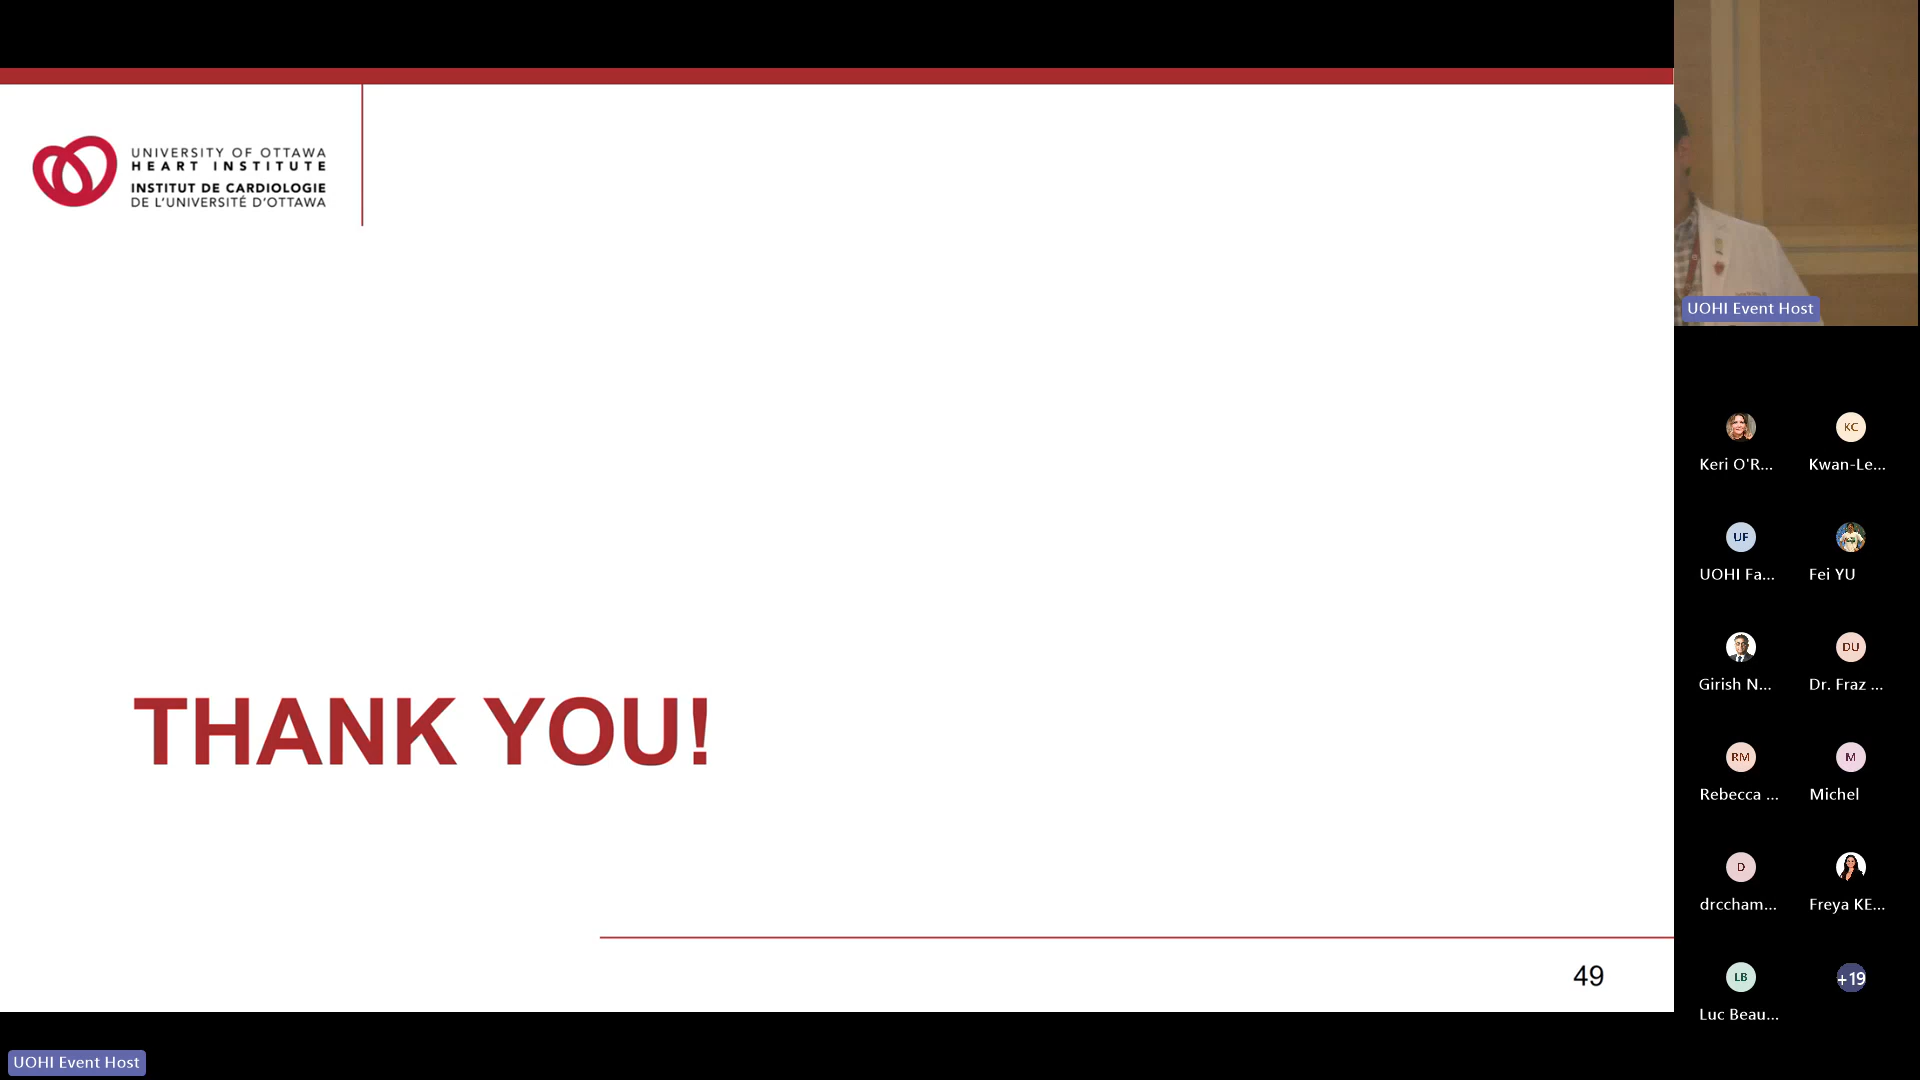 UNIVERSITY OF OTTAWA
HEART INSTITUTE
INSTITUT DE CARDIOLOGIE
DE L'UNIVERSITÉ D'OTTAWA
THANK YOU!
49
UOHI Event Host
UOHI Event Host
Keri O'R...
KC
Kwan-Le...
UF
UOHI Fa...
Fei YU
Girish N...
DU
Dr. Fraz ...
RM
Rebecca ...
M
Michel
D
drccham...
Freya KE...
LB
Luc Beau...
+19